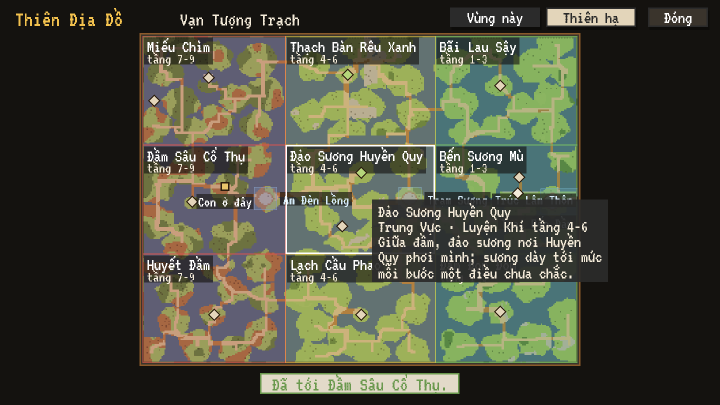 Thiên Địa Đồ
Vạn Tượng Trạch
Vùng này
Thiên hạ
Đóng
Miếu Chìm
tầng 7-9
Thạch Bàn Rêu Xanh
tầng 4-6
Bãi Lau Sậy
tầng 1-3
Đầm Sâu Cổ Thụ
tầng 7-9
Đảo Sương Huyền Quy
tầng 4-6
Bến Sương Mù
tầng 1-3
Con ở đây
Am Đèn Lồng
Đảo Sương Huyền Quy
Trung Vực · Luyện Khí tầng 4-6
Giữa đầm, đảo sương nơi Huyền
Quy phơi mình; sương dày tới mức
mỗi bước một điều chưa chắc.
Huyết Đầm
tầng 7-9
Lạch Cầu
tầng 4-6
Đã tới Đầm Sâu Cổ Thụ.